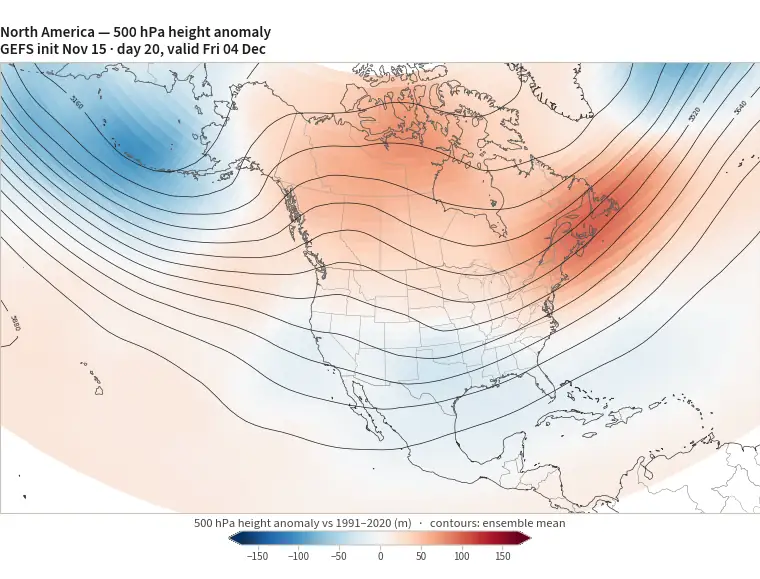 North America — 500 hPa height anomaly
GEFS init Nov 15 · day 20, valid Fri 04 Dec
5160
5520
5640
5880
500 hPa height anomaly vs 1991–2020 (m) · contours: ensemble mean
−150 −100 −50 0 50 100 150